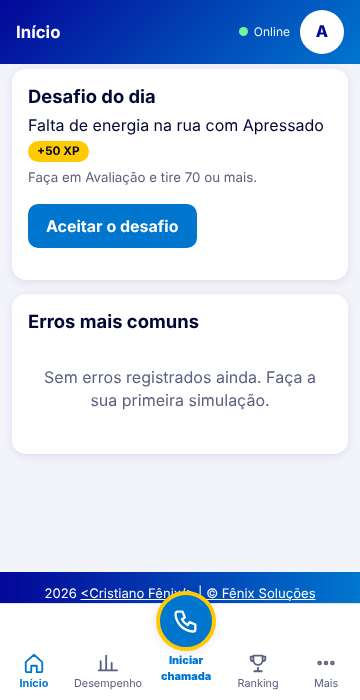 Início
Online
A
Desafio do dia
Falta de energia na rua com Apressado
+50 XP
Faça em Avaliação e tire 70 ou mais.
Aceitar o desafio
Erros mais comuns
Sem erros registrados ainda. Faça a
sua primeira simulação.
2026 <Cristiano Fênix/> | © Fênix Soluções
Início
Desempenho
Iniciar
chamada
Ranking
Mais